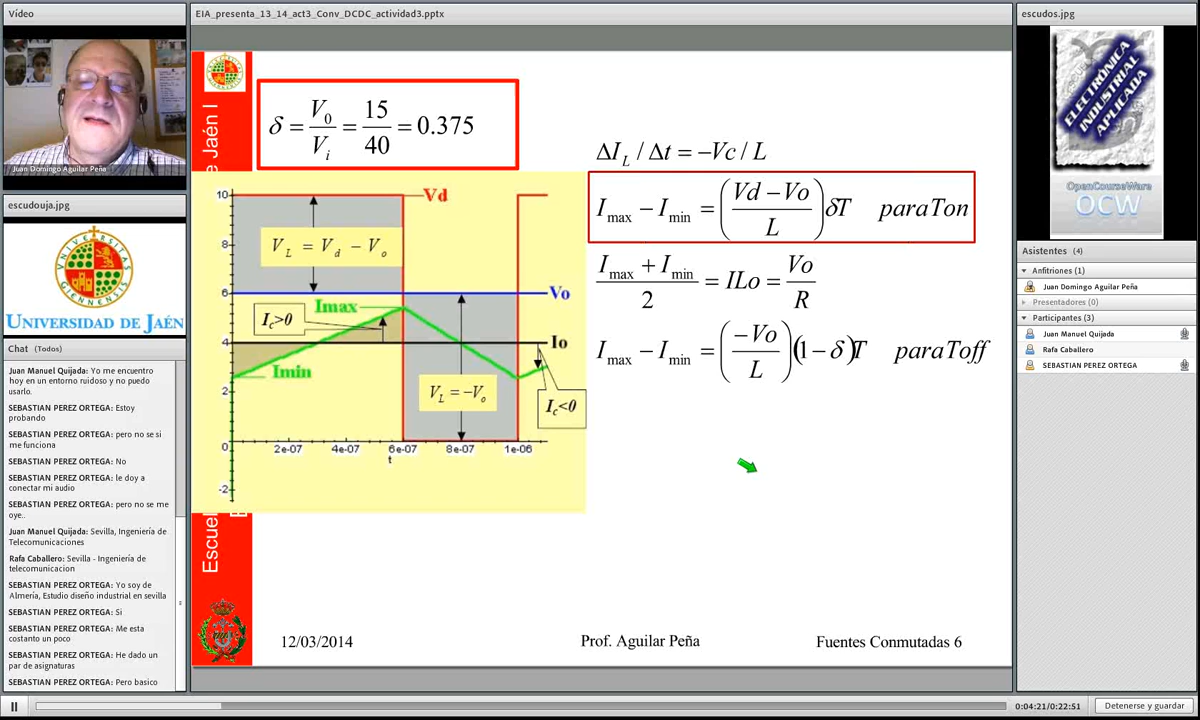 Vídeo
Juan Domingo Aguilar Peña
escudouja.jpg
UNIVERSIDAD DE JAÉN
Chat (Todos)
Juan Manuel Quijada: Yo me encuentro
hoy en un entorno ruidoso y no puedo
usarlo.
SEBASTIAN PEREZ ORTEGA: Estoy
probando
SEBASTIAN PEREZ ORTEGA: pero no se si
me funciona
SEBASTIAN PEREZ ORTEGA: No
SEBASTIAN PEREZ ORTEGA: le doy a
conectar mi audio
SEBASTIAN PEREZ ORTEGA: pero no se me
oye..
Juan Manuel Quijada: Sevilla, Ingeniería de
Telecomunicaciones
Rafa Caballero: Sevilla - Ingeniería de
telecomunicacion
SEBASTIAN PEREZ ORTEGA: Yo soy de
Almería, Estudio diseño industrial en sevilla
SEBASTIAN PEREZ ORTEGA: Si
SEBASTIAN PEREZ ORTEGA: Me esta
costanto un poco
SEBASTIAN PEREZ ORTEGA: He dado un
par de asignaturas
SEBASTIAN PEREZ ORTEGA: Pero basico
EIA_presenta_13_14_act3_Conv_DCDC_actividad3.pptx
e Jaén I
Escuel
δ = V0/Vi = 15/40 = 0.375
10
8
6
4
2
0
-2
Vd
VL = Vd − Vo
Vo
Imax
Ic>0
Io
Imin
VL = −Vo
Ic<0
2e-07 4e-07 6e-07 8e-07 1e-06
t
ΔIL / Δt = −Vc / L
Imax − Imin = ((Vd − Vo)/L) δT paraTon
(Imax + Imin)/2 = ILo = Vo/R
Imax − Imin = (−Vo/L)(1−δ)T paraToff
12/03/2014
Prof. Aguilar Peña
Fuentes Conmutadas 6
escudos.jpg
ELECTRÓNICA
INDUSTRIAL
APLICADA
OpenCourseWare
OCW
Asistentes (4)
Anfitriones (1)
Juan Domingo Aguilar Peña
Presentadores (0)
Participantes (3)
Juan Manuel Quijada
Rafa Caballero
SEBASTIAN PEREZ ORTEGA
0:04:21/0:22:51
Detenerse y guardar